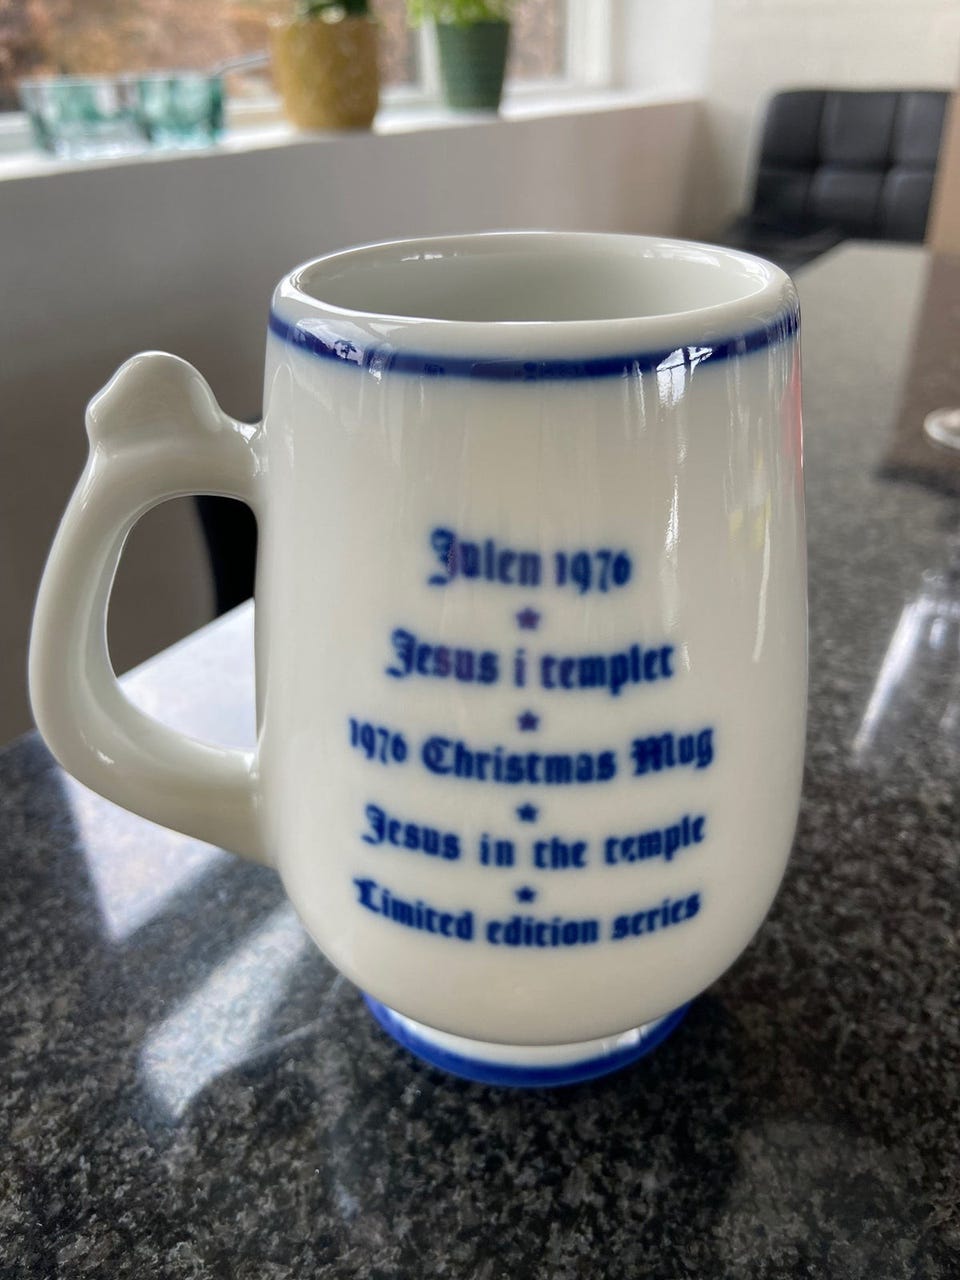 Julen 1976
Jesus i templet
1976 Christmas Mug
Jesus in the temple
Limited edition series